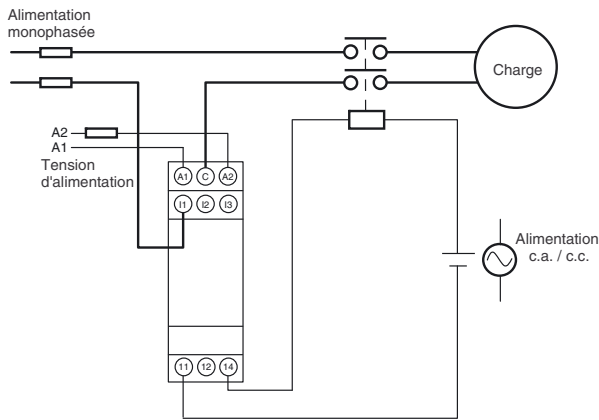 Alimentation
monophasée
Charge
A2
A1
Tension
d'alimentation
A1 C A2
I1 I2 I3
Alimentation
c.a. / c.c.
11 12 14